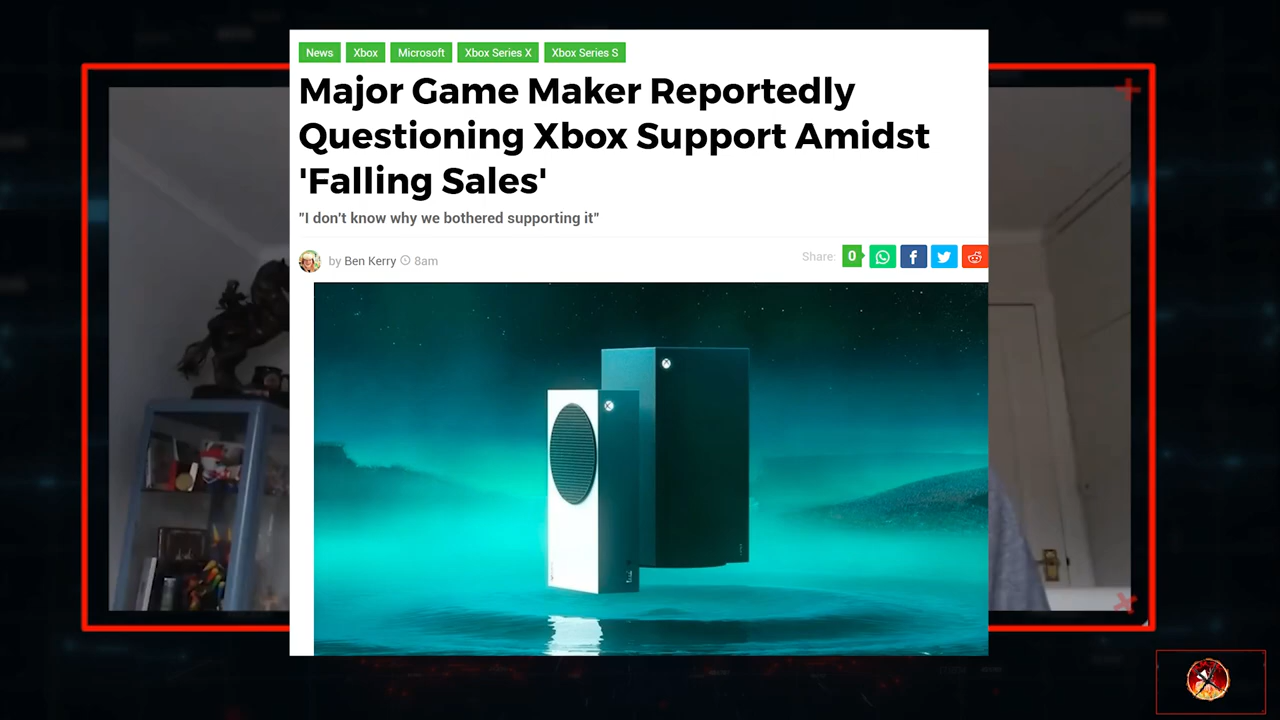 News Xbox Microsoft Xbox Series X Xbox Series S
Major Game Maker Reportedly
Questioning Xbox Support Amidst
'Falling Sales'
"I don't know why we bothered supporting it"
by Ben Kerry 8am
Share: 0